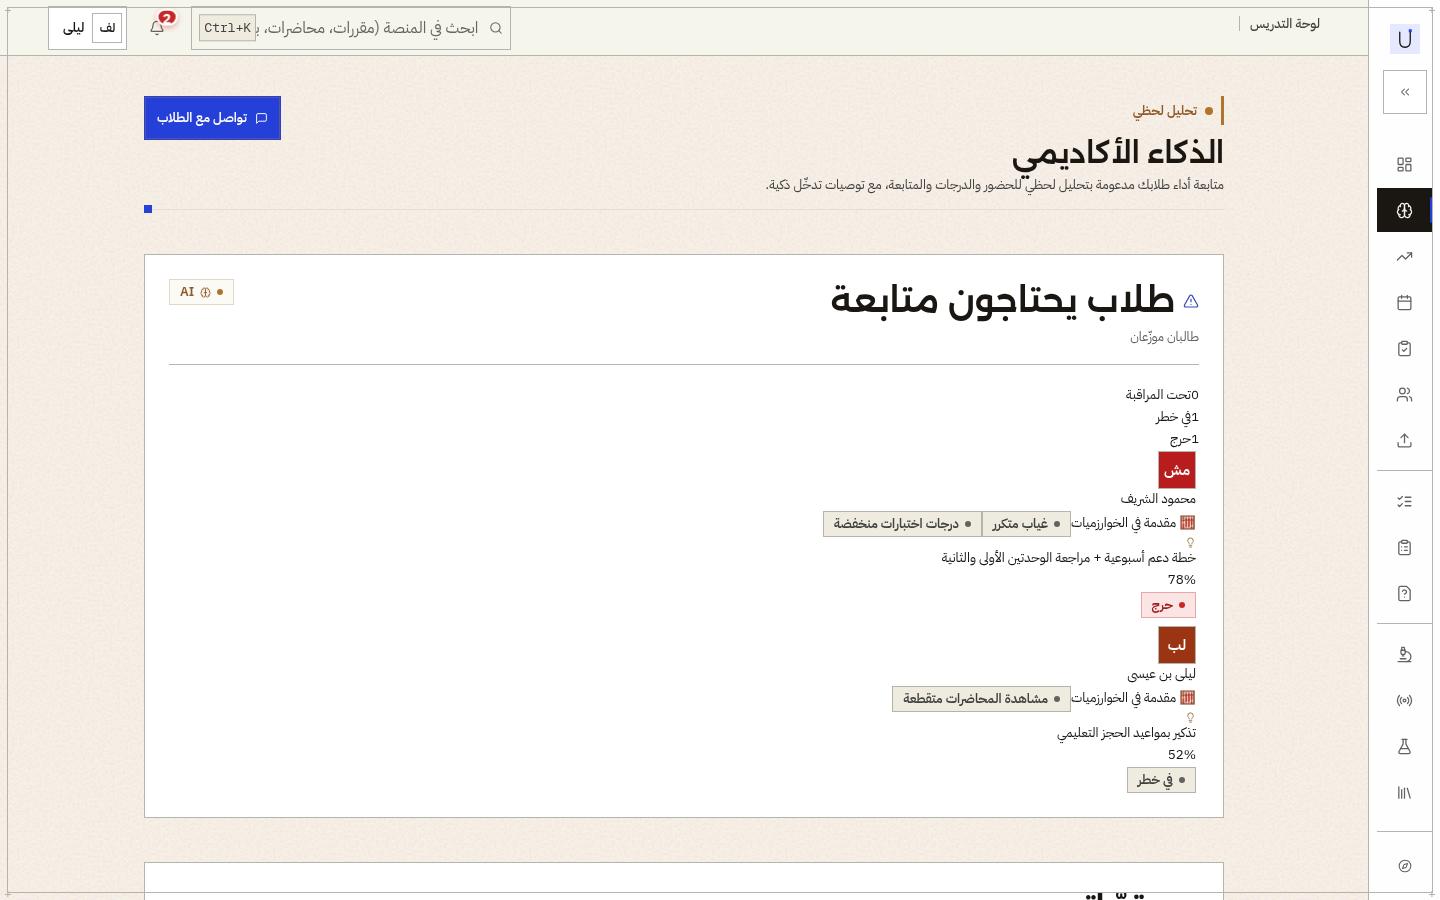 لوحة التدريس
ابحث في المنصة (مقررات، محاضرات، ي
Ctrl+K
2
لف
ليلى
تحليل لحظي
الذكاء الأكاديمي
متابعة أداء طلابك مدعومة بتحليل لحظي للحضور والدرجات والمتابعة، مع توصيات تدخّل ذكية.
تواصل مع الطلاب
طلاب يحتاجون متابعة
AI
طالبان موزّعان
0تحت المراقبة
1في خطر
1حرج
مش
محمود الشريف
مقدمة في الخوارزميات غياب متكرر درجات اختبارات منخفضة
خطة دعم أسبوعية + مراجعة الوحدتين الأولى والثانية
78%
حرج
لب
ليلى بن عيسى
مقدمة في الخوارزميات مشاهدة المحاضرات متقطعة
تذكير بمواعيد الحجز التعليمي
52%
في خطر